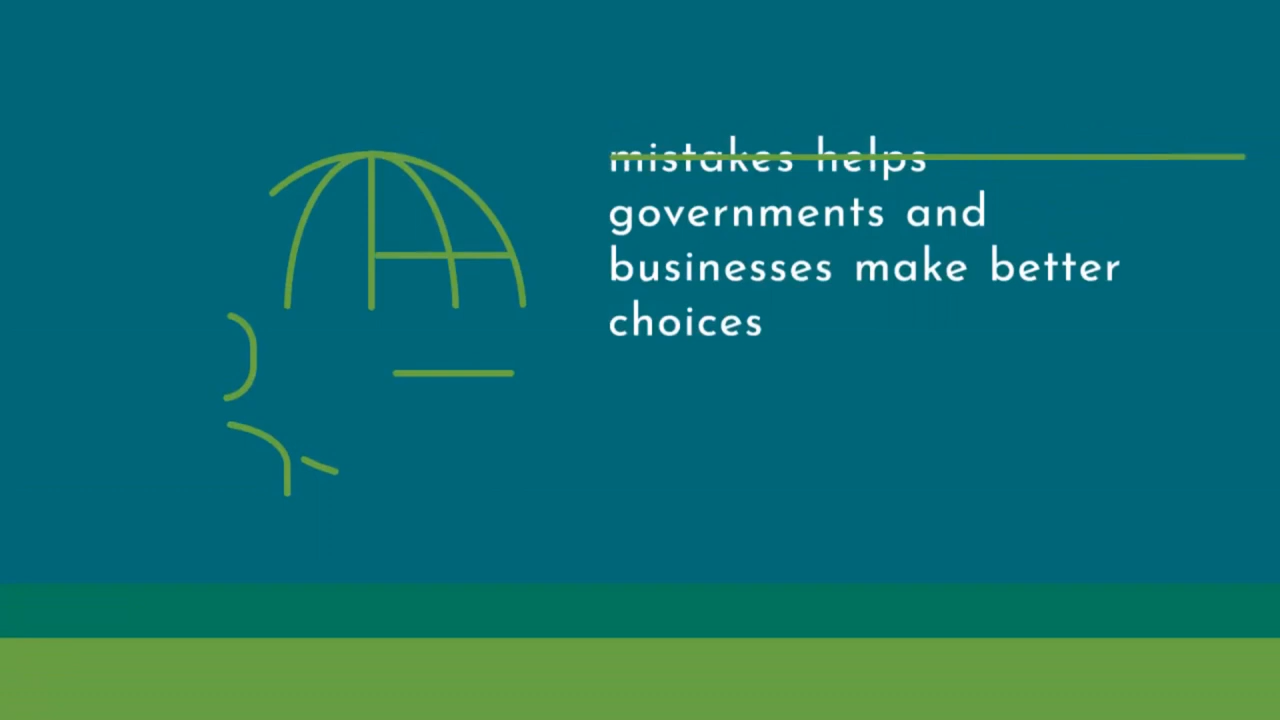 mistakes helps
governments and
businesses make better
choices